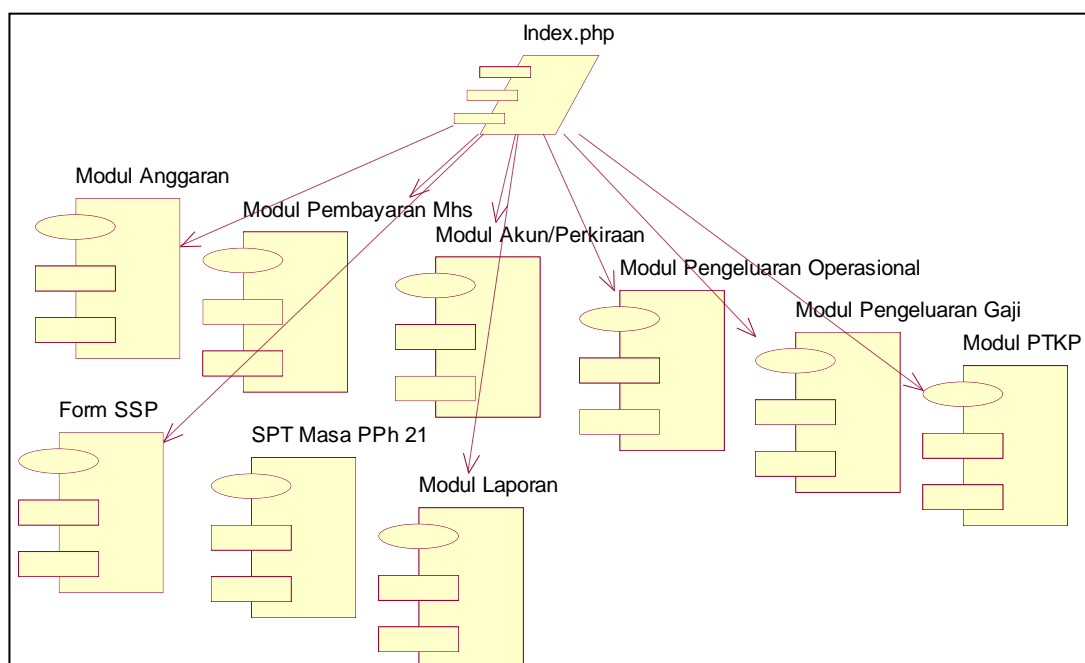 Index.php
Modul Anggaran
Modul Pembayaran Mhs
Modul Akun/Perkiraan
Modul Pengeluaran Operasional
Modul Pengeluaran Gaji
Modul PTKP
Form SSP
SPT Masa PPh 21
Modul Laporan